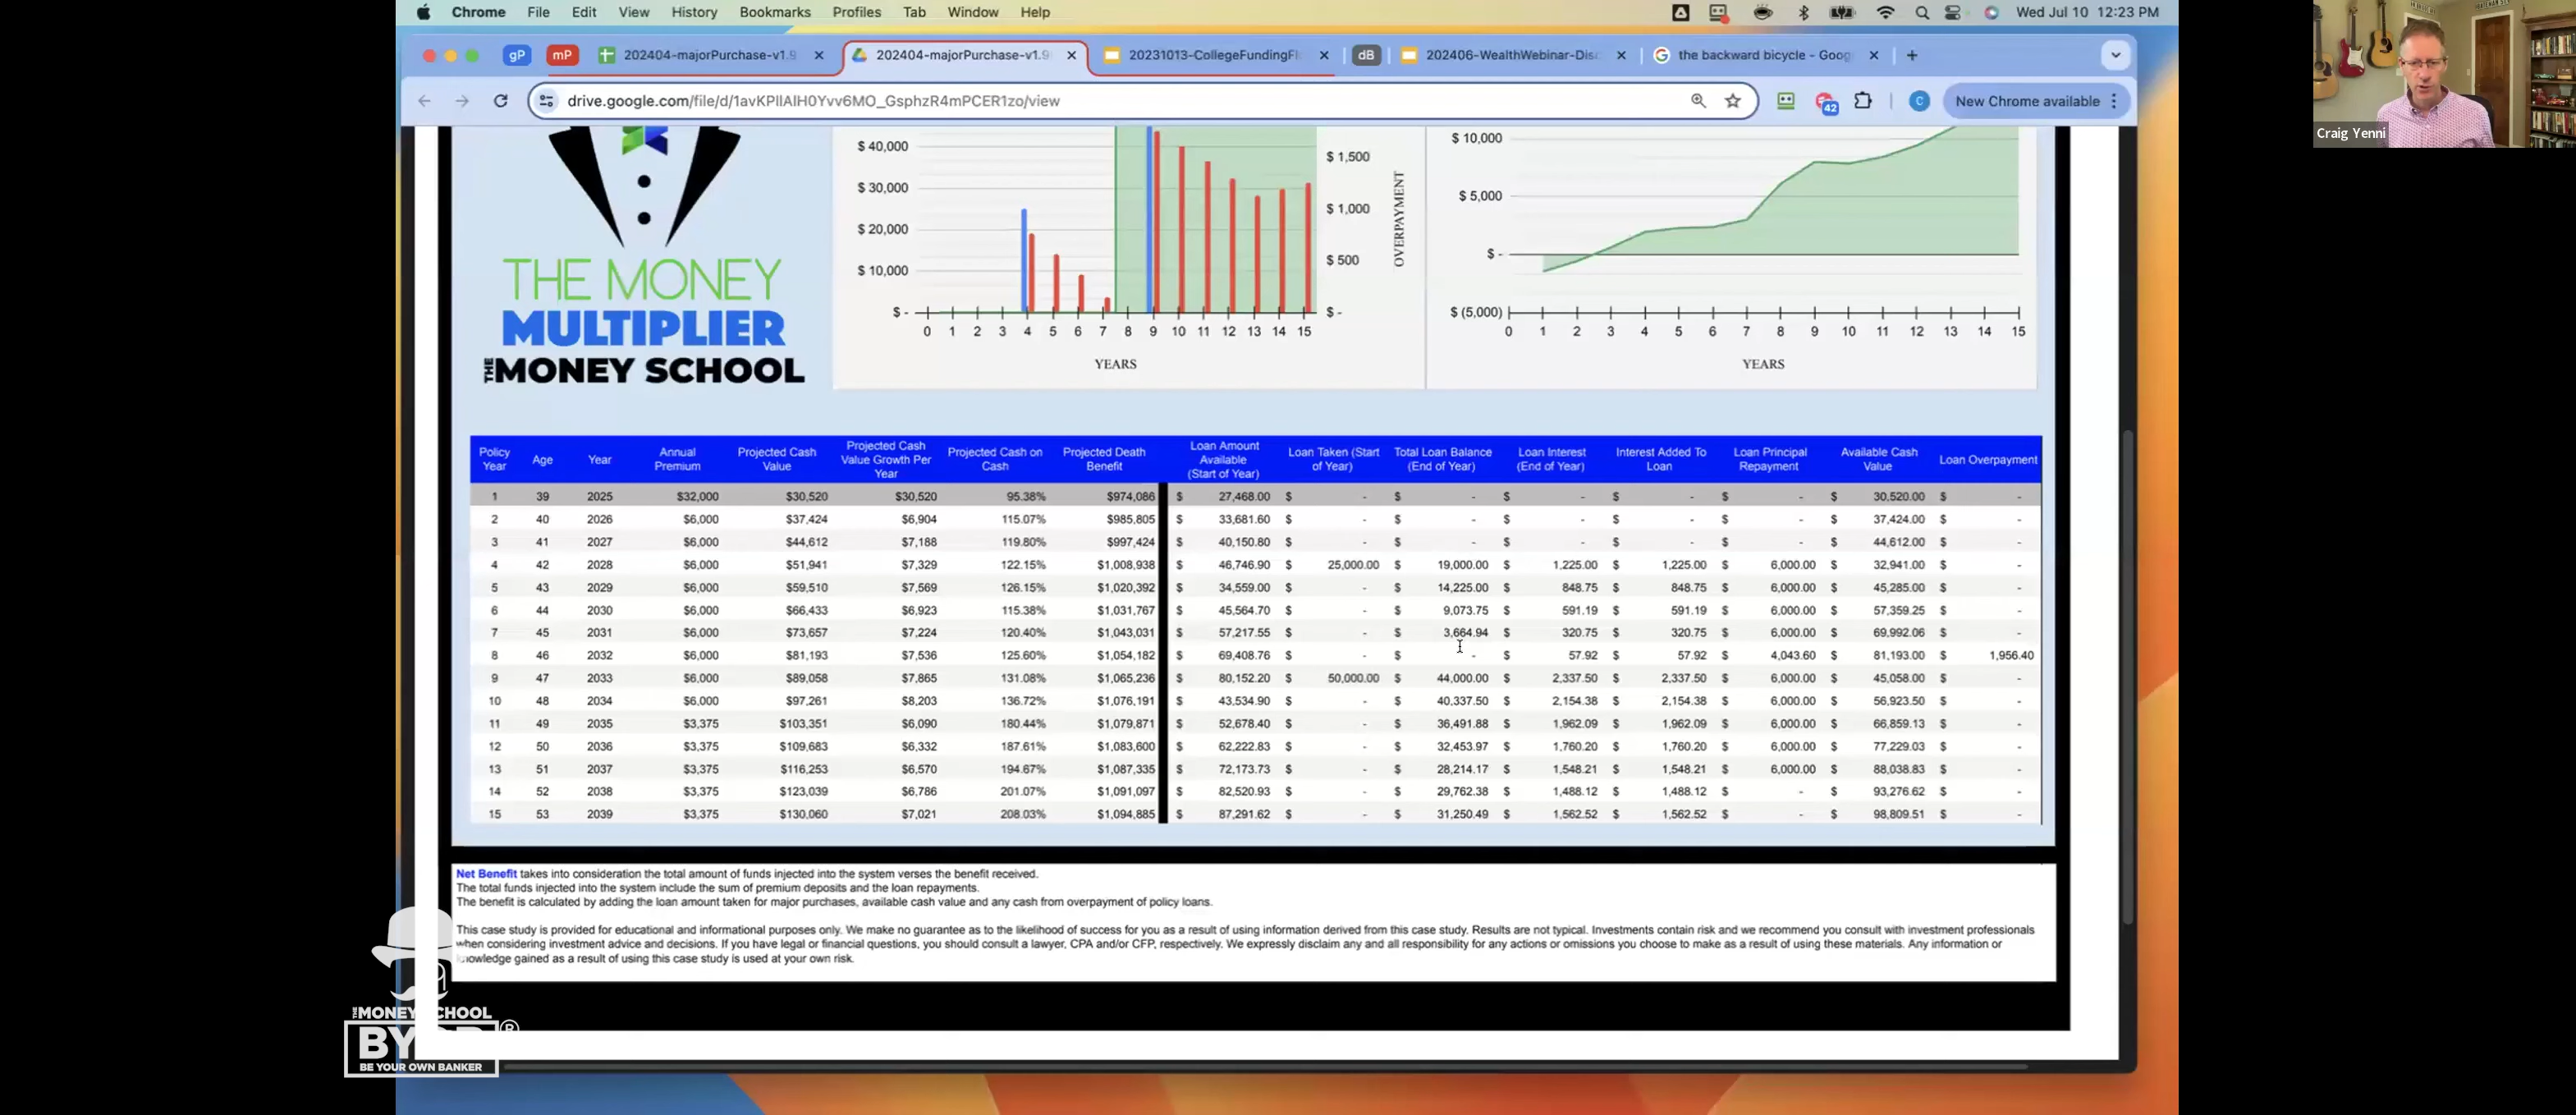 Chrome File Edit View History Bookmarks Profiles Tab Window Help Wed Jul 10 12:23 PM
gP mP 202404-majorPurchase-v1.9 202404-majorPurchase-v1.9 20231013-CollegeFundingFl dB 202406-WealthWebinar-Disc the backward bicycle - Goog
drive.google.com/file/d/1avKPIlAIH0Yvv6MO_GsphzR4mPCER1zo/view 42 C New Chrome available
Craig Yenni
THE MONEY
MULTIPLIER
THE MONEY SCHOOL
$ 40,000
$ 30,000
$ 20,000
$ 10,000
$ -
0 1 2 3 4 5 6 7 8 9 10 11 12 13 14 15
YEARS
$ 1,500
$ 1,000
$ 500
$ -
OVERPAYMENT
$ 10,000
$ 5,000
$ -
$ (5,000)
0 1 2 3 4 5 6 7 8 9 10 11 12 13 14 15
YEARS
Policy Year Age Year Annual Premium Projected Cash Value Projected Cash Value Growth Per Year Projected Cash on Cash Projected Death Benefit Loan Amount Available (Start of Year) Loan Taken (Start of Year) Total Loan Balance (End of Year) Loan Interest (End of Year) Interest Added To Loan Loan Principal Repayment Available Cash Value Loan Overpayment
1 39 2025 $32,000 $30,520 $30,520 95.38% $974,086 $ 27,468.00 $ - $ - $ - $ - $ - $ 30,520.00 $ -
2 40 2026 $6,000 $37,424 $6,904 115.07% $985,805 $ 33,681.60 $ - $ - $ - $ - $ - $ 37,424.00 $ -
3 41 2027 $6,000 $44,612 $7,188 119.80% $997,424 $ 40,150.80 $ - $ - $ - $ - $ - $ 44,612.00 $ -
4 42 2028 $6,000 $51,941 $7,329 122.15% $1,008,938 $ 46,746.90 $ 25,000.00 $ 19,000.00 $ 1,225.00 $ 1,225.00 $ 6,000.00 $ 32,941.00 $ -
5 43 2029 $6,000 $59,510 $7,569 126.15% $1,020,392 $ 34,559.00 $ - $ 14,225.00 $ 848.75 $ 848.75 $ 6,000.00 $ 45,285.00 $ -
6 44 2030 $6,000 $66,433 $6,923 115.38% $1,031,767 $ 45,564.70 $ - $ 9,073.75 $ 591.19 $ 591.19 $ 6,000.00 $ 57,359.25 $ -
7 45 2031 $6,000 $73,657 $7,224 120.40% $1,043,031 $ 57,217.55 $ - $ 3,664.94 $ 320.75 $ 320.75 $ 6,000.00 $ 69,992.06 $ -
8 46 2032 $6,000 $81,193 $7,536 125.60% $1,054,182 $ 69,408.76 $ - $ - $ 57.92 $ 57.92 $ 4,043.60 $ 81,193.00 $ 1,956.40
9 47 2033 $6,000 $89,058 $7,865 131.08% $1,065,236 $ 80,152.20 $ 50,000.00 $ 44,000.00 $ 2,337.50 $ 2,337.50 $ 6,000.00 $ 45,058.00 $ -
10 48 2034 $6,000 $97,261 $8,203 136.72% $1,076,191 $ 43,534.90 $ - $ 40,337.50 $ 2,154.38 $ 2,154.38 $ 6,000.00 $ 56,923.50 $ -
11 49 2035 $3,375 $103,351 $6,090 180.44% $1,079,871 $ 52,678.40 $ - $ 36,491.88 $ 1,962.09 $ 1,962.09 $ 6,000.00 $ 66,859.13 $ -
12 50 2036 $3,375 $109,683 $6,332 187.61% $1,083,600 $ 62,222.83 $ - $ 32,453.97 $ 1,760.20 $ 1,760.20 $ 6,000.00 $ 77,229.03 $ -
13 51 2037 $3,375 $116,253 $6,570 194.67% $1,087,335 $ 72,173.73 $ - $ 28,214.17 $ 1,548.21 $ 1,548.21 $ 6,000.00 $ 88,038.83 $ -
14 52 2038 $3,375 $123,039 $6,786 201.07% $1,091,097 $ 82,520.93 $ - $ 29,762.38 $ 1,488.12 $ 1,488.12 $ - $ 93,276.62 $ -
15 53 2039 $3,375 $130,060 $7,021 208.03% $1,094,885 $ 87,291.62 $ - $ 31,250.49 $ 1,562.52 $ 1,562.52 $ - $ 98,809.51 $ -
Net Benefit takes into consideration the total amount of funds injected into the system verses the benefit received.
The total funds injected into the system include the sum of premium deposits and the loan repayments.
The benefit is calculated by adding the loan amount taken for major purchases, available cash value and any cash from overpayment of policy loans.
This case study is provided for educational and informational purposes only. We make no guarantee as to the likelihood of success for you as a result of using information derived from this case study. Results are not typical. Investments contain risk and we recommend you consult with investment professionals
when considering investment advice and decisions. If you have legal or financial questions, you should consult a lawyer, CPA and/or CFP, respectively. We expressly disclaim any and all responsibility for any actions or omissions you choose to make as a result of using these materials. Any information or
knowledge gained as a result of using this case study is used at your own risk.
THE MONEY SCHOOL
BYOB ®
BE YOUR OWN BANKER